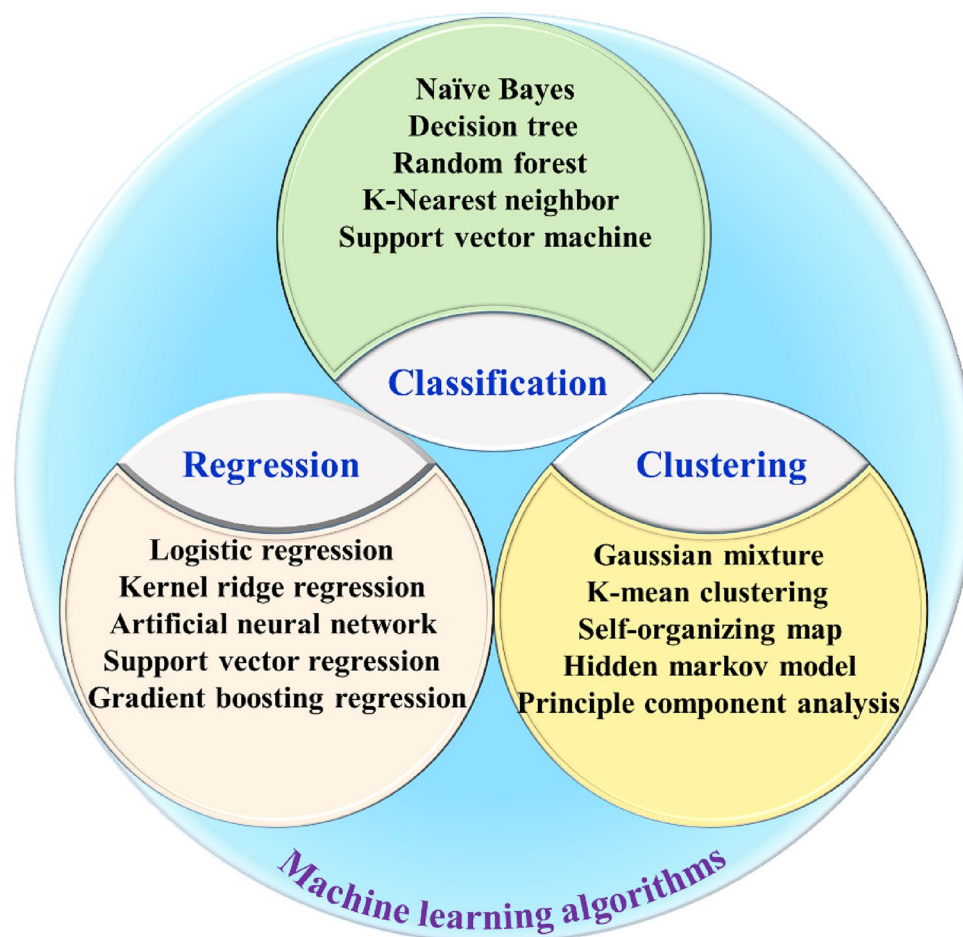 Naïve Bayes
Decision tree
Random forest
K-Nearest neighbor
Support vector machine
Classification
Regression
Logistic regression
Kernel ridge regression
Artificial neural network
Support vector regression
Gradient boosting regression
Clustering
Gaussian mixture
K-mean clustering
Self-organizing map
Hidden markov model
Principle component analysis
Machine learning algorithms